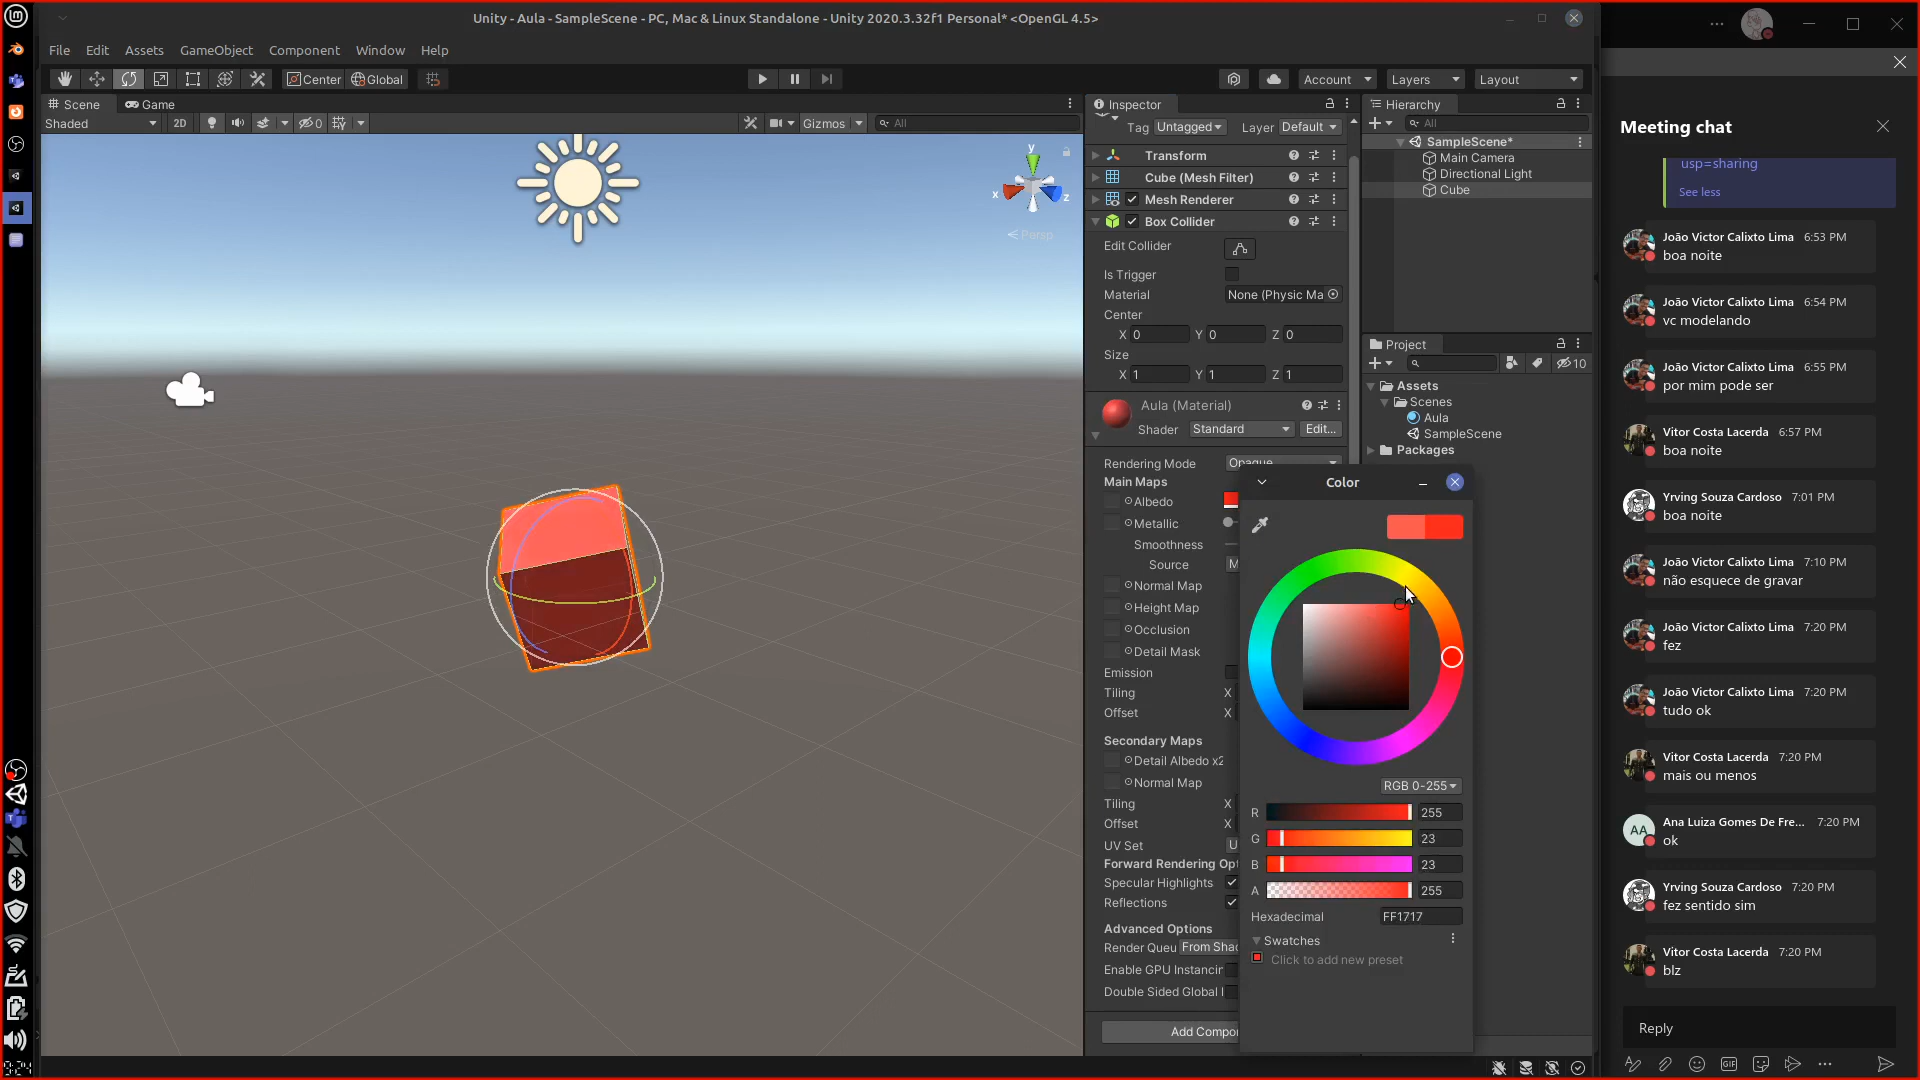 Unity - Aula - SampleScene - PC, Mac & Linux Standalone - Unity 2020.3.32f1 Personal* <OpenGL 4.5>
File Edit Assets GameObject Component Window Help
Center Global
Account Layers Layout
Scene Game
Shaded 2D 0 Gizmos All
y
x z
Persp
Inspector
Tag Untagged Layer Default
Transform
Cube (Mesh Filter)
Mesh Renderer
Box Collider
Edit Collider
Is Trigger
Material None (Physic Ma
Center
X 0 Y 0 Z 0
Size
X 1 Y 1 Z 1
Aula (Material)
Shader Standard Edit...
Rendering Mode Opaque
Main Maps
Albedo
Metallic
Smoothness
Source M
Normal Map
Height Map
Occlusion
Detail Mask
Emission
Tiling X
Offset X
Secondary Maps
Detail Albedo x2
Normal Map
Tiling X
Offset X
UV Set U
Forward Rendering Op
Specular Highlights
Reflections
Advanced Options
Render Queu From Shad
Enable GPU Instancin
Double Sided Global I
Add Compo
Color
RGB 0-255
R 255
G 23
B 23
A 255
Hexadecimal FF1717
Swatches
Click to add new preset
Hierarchy
All
SampleScene*
Main Camera
Directional Light
Cube
Project
10
Assets
Scenes
Aula
SampleScene
Packages
Meeting chat
usp=sharing
See less
João Victor Calixto Lima 6:53 PM
boa noite
João Victor Calixto Lima 6:54 PM
vc modelando
João Victor Calixto Lima 6:55 PM
por mim pode ser
Vitor Costa Lacerda 6:57 PM
boa noite
Yrving Souza Cardoso 7:01 PM
boa noite
João Victor Calixto Lima 7:10 PM
não esquece de gravar
João Victor Calixto Lima 7:20 PM
fez
João Victor Calixto Lima 7:20 PM
tudo ok
Vitor Costa Lacerda 7:20 PM
mais ou menos
AA
Ana Luiza Gomes De Fre... 7:20 PM
ok
Yrving Souza Cardoso 7:20 PM
fez sentido sim
Vitor Costa Lacerda 7:20 PM
blz
Reply
GIF